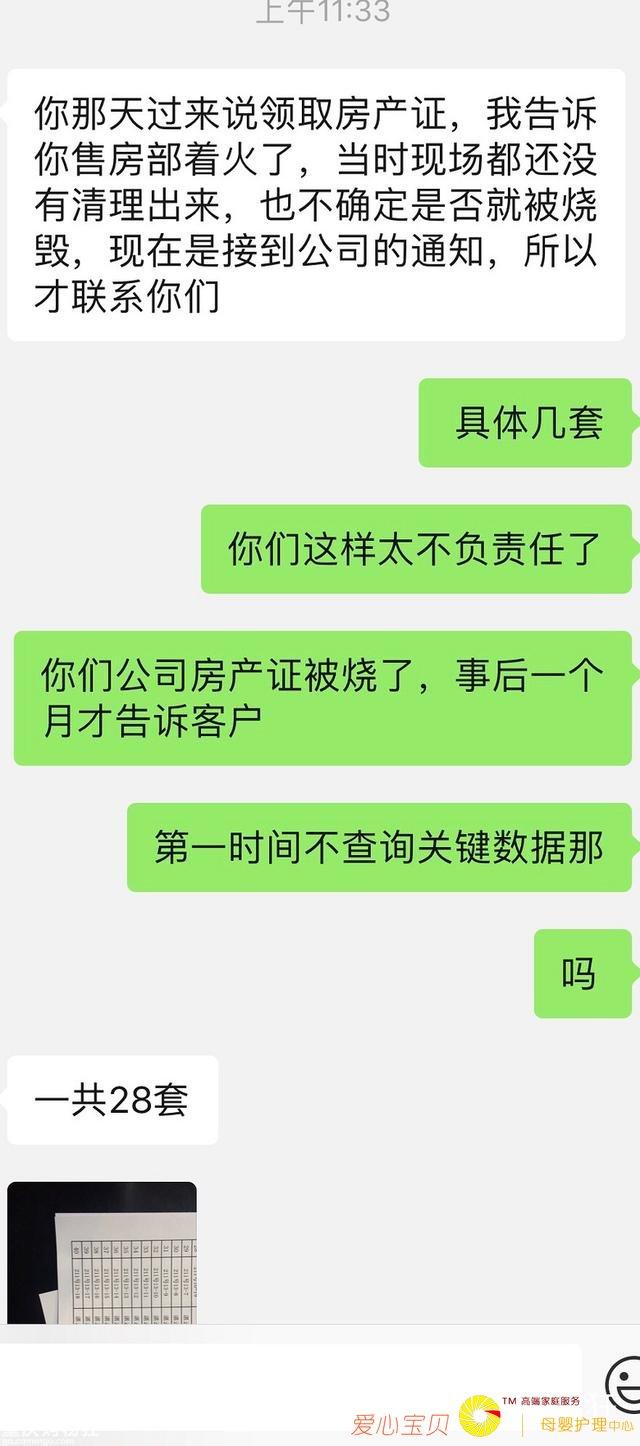 上午11:33
你那天过来说领取房产证，我告诉
你售房部着火了，当时现场都还没
有清理出来，也不确定是否就被烧
毁，现在是接到公司的通知，所以
才联系你们
具体几套
你们这样太不负责任了
你们公司房产证被烧了，事后一个
月才告诉客户
第一时间不查询关键数据那
吗
一共28套
爱心宝贝
TM 高端家庭服务
母婴护理中心